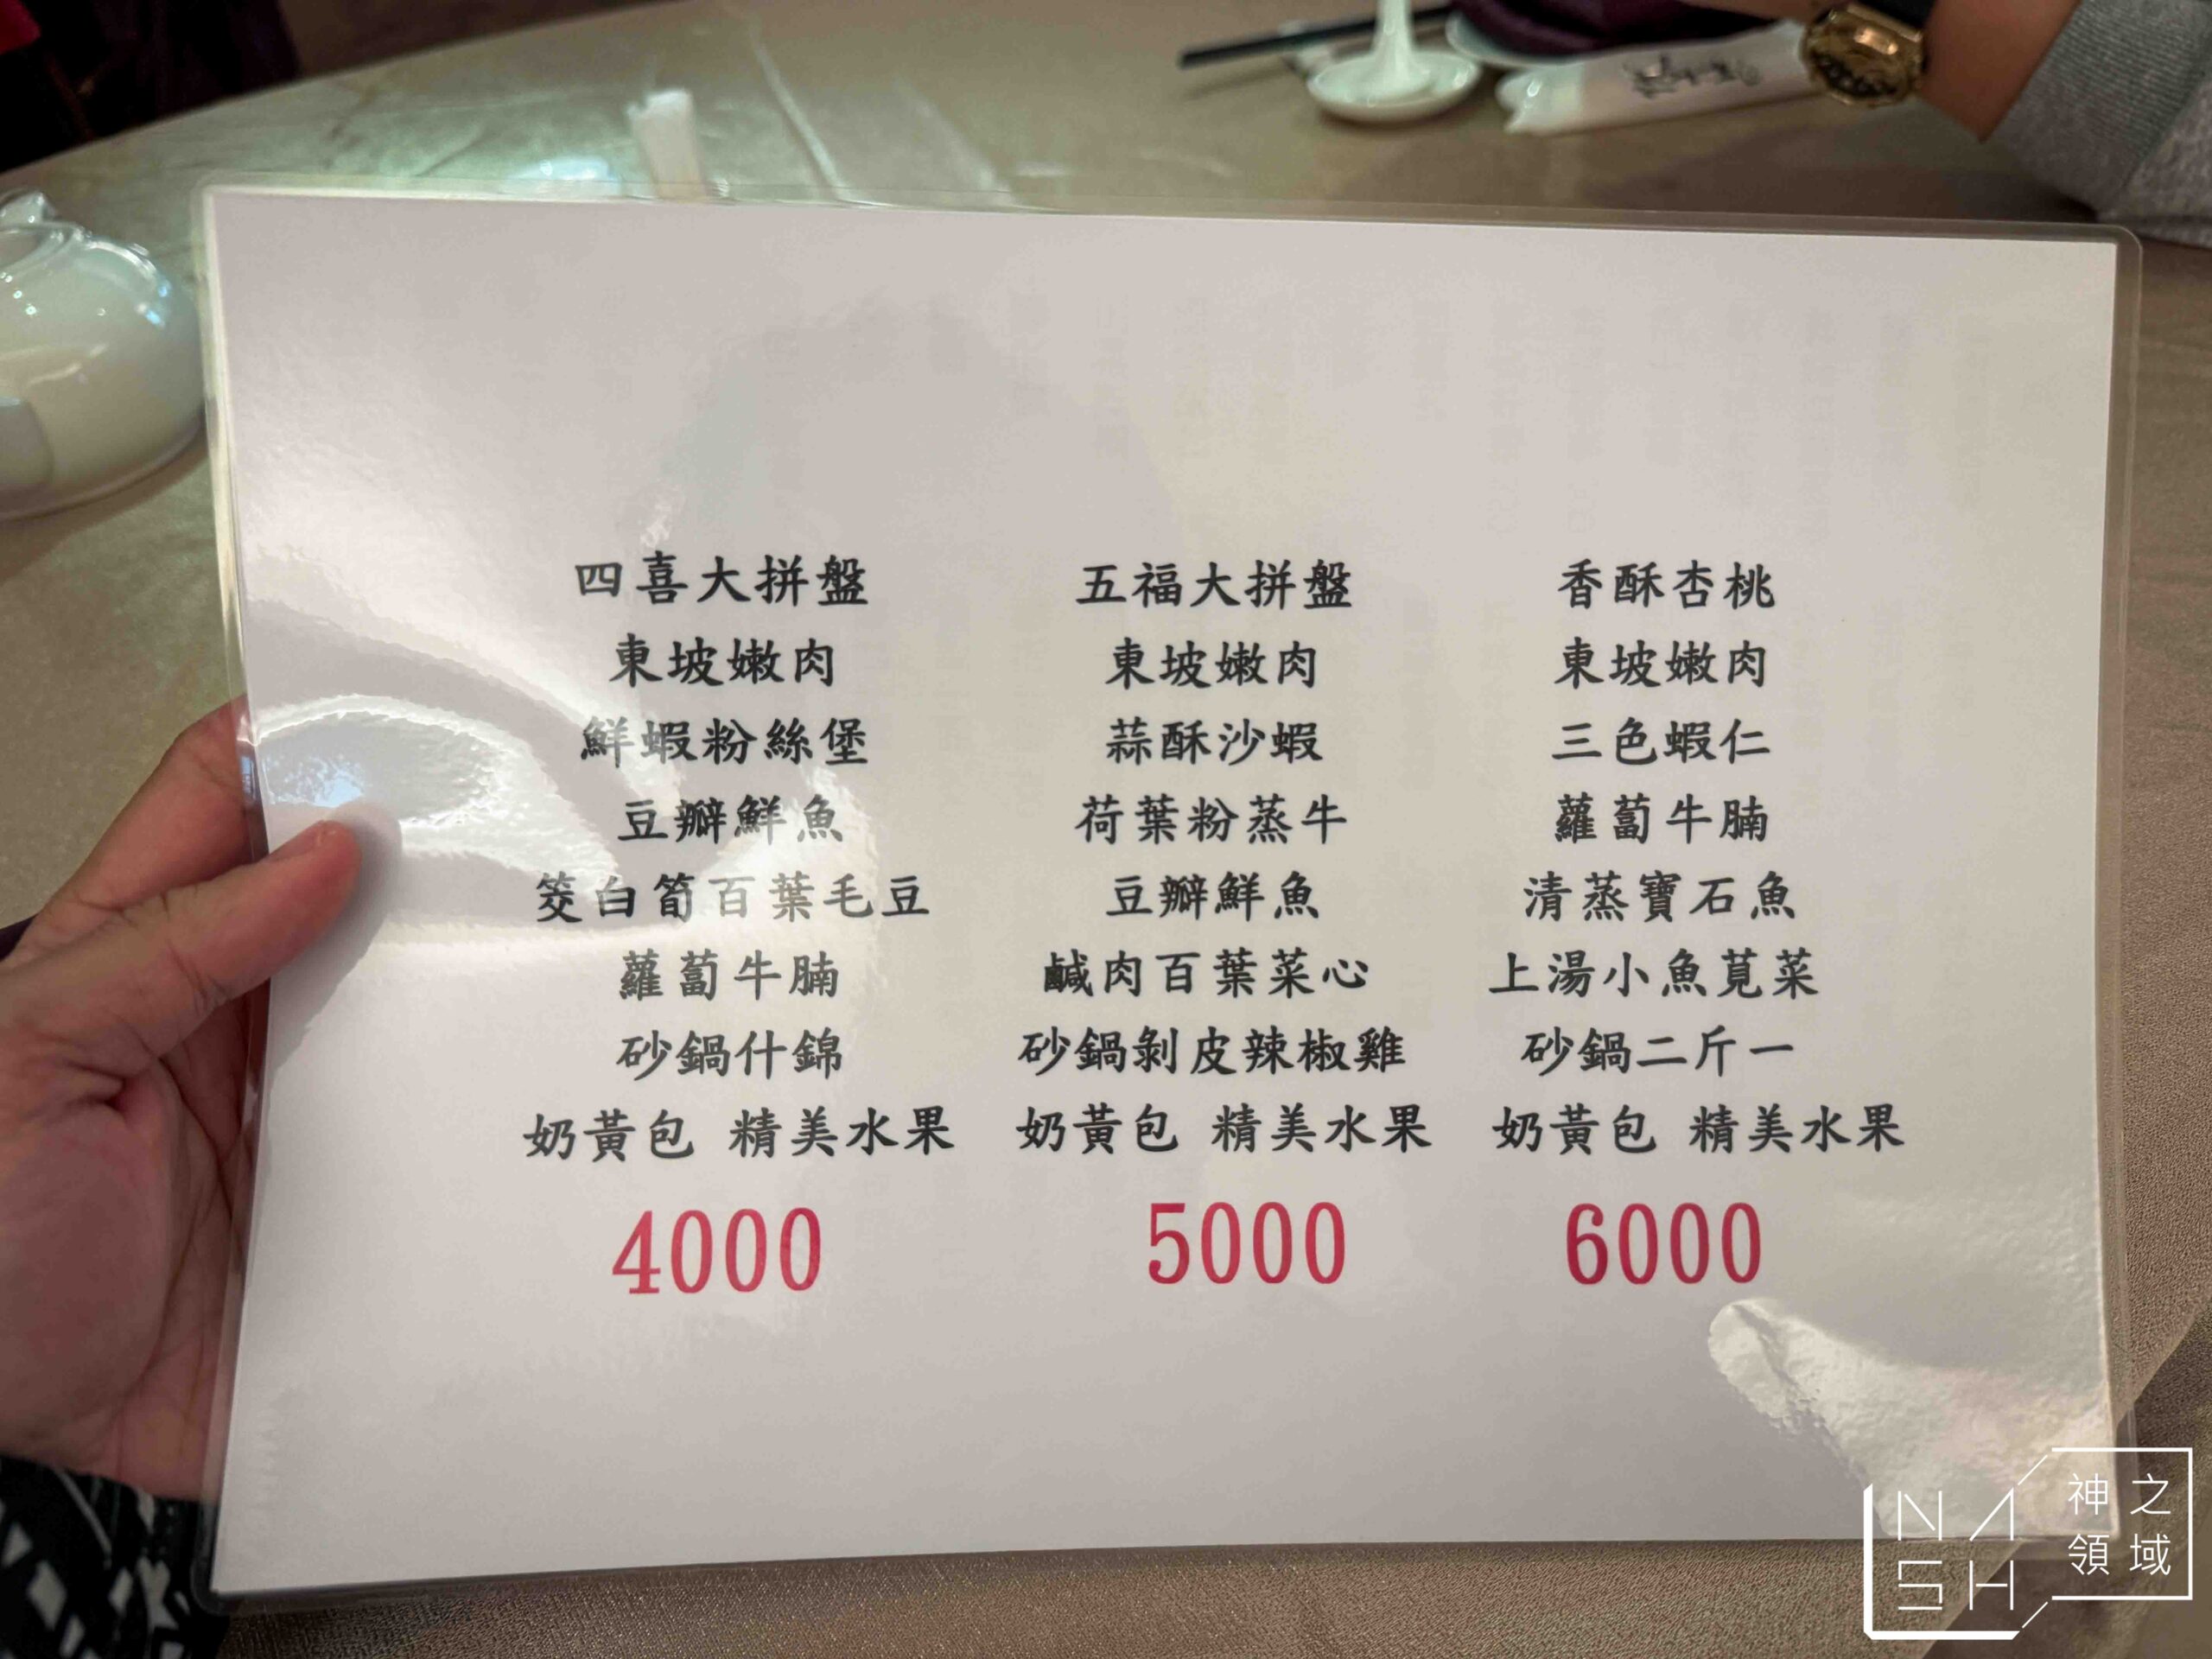 四喜大拼盤
東坡嫩肉
鮮蝦粉絲堡
豆瓣鮮魚
筊白筍百葉毛豆
蘿蔔牛腩
砂鍋什錦
奶黃包 精美水果
4000
五福大拼盤
東坡嫩肉
蒜酥沙蝦
荷葉粉蒸牛
豆瓣鮮魚
鹹肉百葉菜心
砂鍋剝皮辣椒雞
奶黃包 精美水果
5000
香酥杏桃
東坡嫩肉
三色蝦仁
蘿蔔牛腩
清蒸寶石魚
上湯小魚莧菜
砂鍋二斤一
奶黃包 精美水果
6000
NASH
神之領域